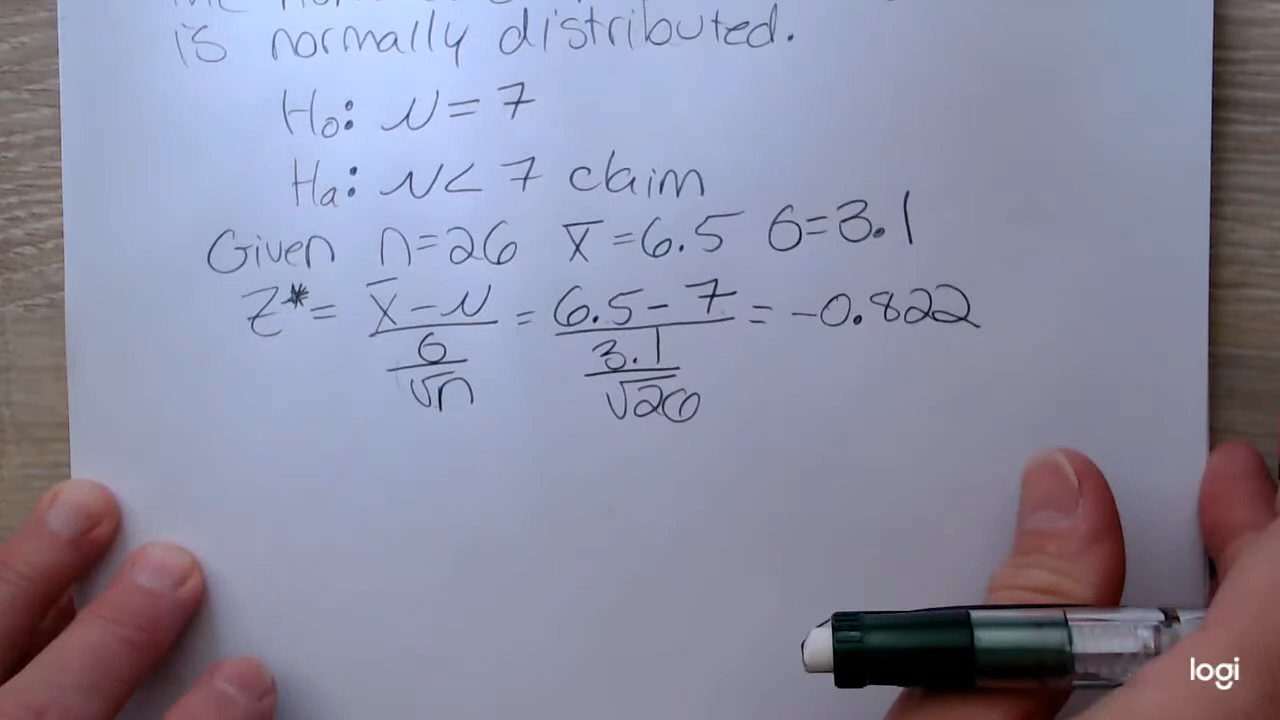 is normally distributed.
H₀: μ = 7
Ha: μ < 7 claim
Given n=26 x̄=6.5 σ=3.1
Z*= x̄-μ / σ/√n = 6.5-7 / 3.1/√26 = -0.822
logi